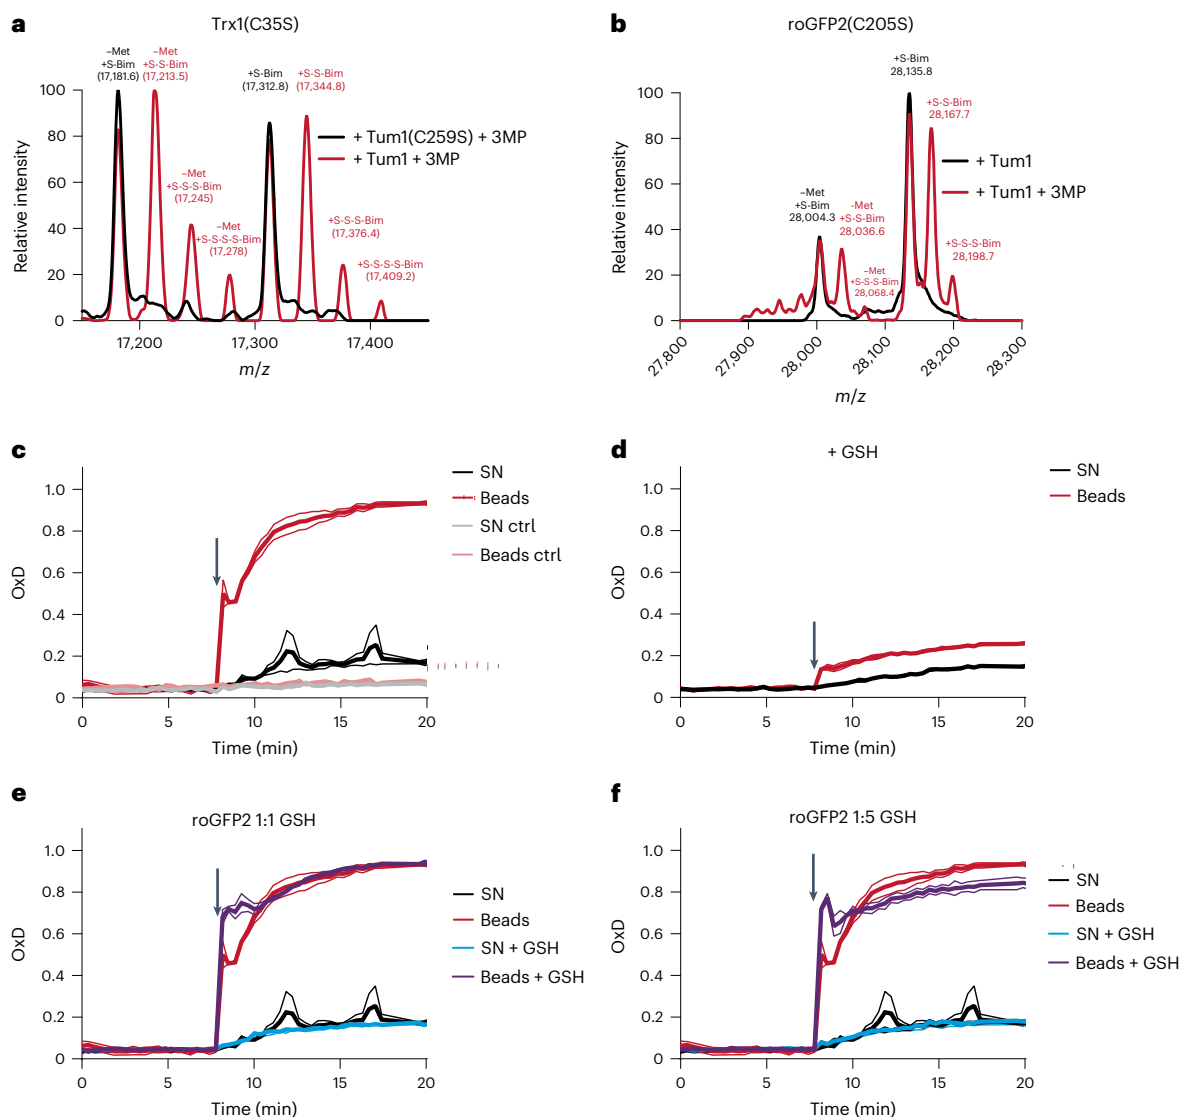 a
Trx1(C35S)
–Met
+S-Bim
(17,181.6)
–Met
+S-S-Bim
(17,213.5)
+S-Bim
(17,312.8)
+S-S-Bim
(17,344.8)
–Met
+S-S-S-Bim
(17,245)
–Met
+S-S-S-S-Bim
(17,278)
+S-S-S-Bim
(17,376.4)
+S-S-S-S-Bim
(17,409.2)
+ Tum1(C259S) + 3MP
+ Tum1 + 3MP
Relative intensity
100
80
60
40
20
0
17,200
17,300
17,400
m/z
b
roGFP2(C205S)
+S-Bim
28,135.8
+S-S-Bim
28,167.7
–Met
+S-Bim
28,004.3
-Met
+S-S-Bim
28,036.6
–Met
+S-S-S-Bim
28,068.4
+S-S-S-Bim
28,198.7
+ Tum1
+ Tum1 + 3MP
Relative intensity
100
80
60
40
20
0
27,800
27,900
28,000
28,100
28,200
28,300
m/z
c
SN
Beads
SN ctrl
Beads ctrl
OxD
1.0
0.8
0.6
0.4
0.2
0
0
5
10
15
20
Time (min)
d
+ GSH
SN
Beads
OxD
1.0
0.8
0.6
0.4
0.2
0
0
5
10
15
20
Time (min)
e
roGFP2 1:1 GSH
SN
Beads
SN + GSH
Beads + GSH
OxD
1.0
0.8
0.6
0.4
0.2
0
0
5
10
15
20
Time (min)
f
roGFP2 1:5 GSH
SN
Beads
SN + GSH
Beads + GSH
OxD
1.0
0.8
0.6
0.4
0.2
0
0
5
10
15
20
Time (min)